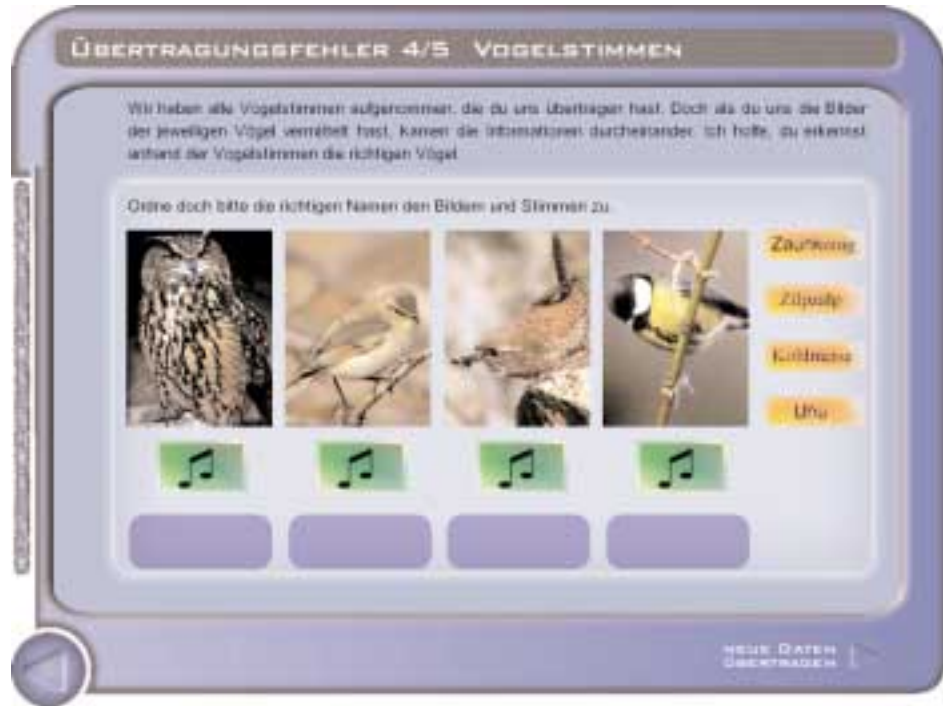 ÜBERTRAGUNGSFEHLER 4/5 VOGELSTIMMEN
Wir haben alle Vogelstimmen aufgenommen, die du uns übertragen hast. Doch als du uns die Bilder
der jeweiligen Vögel vermittelt hast, kamen die Informationen durcheinander. Ich hoffe, du erkennst
anhand der Vogelstimmen die richtigen Vögel.
Ordne doch bitte die richtigen Namen den Bildern und Stimmen zu.
Zaunkönig
Zilpzalp
Kohlmeise
Uhu
NEUE DATEN
ÜBERTRAGEN